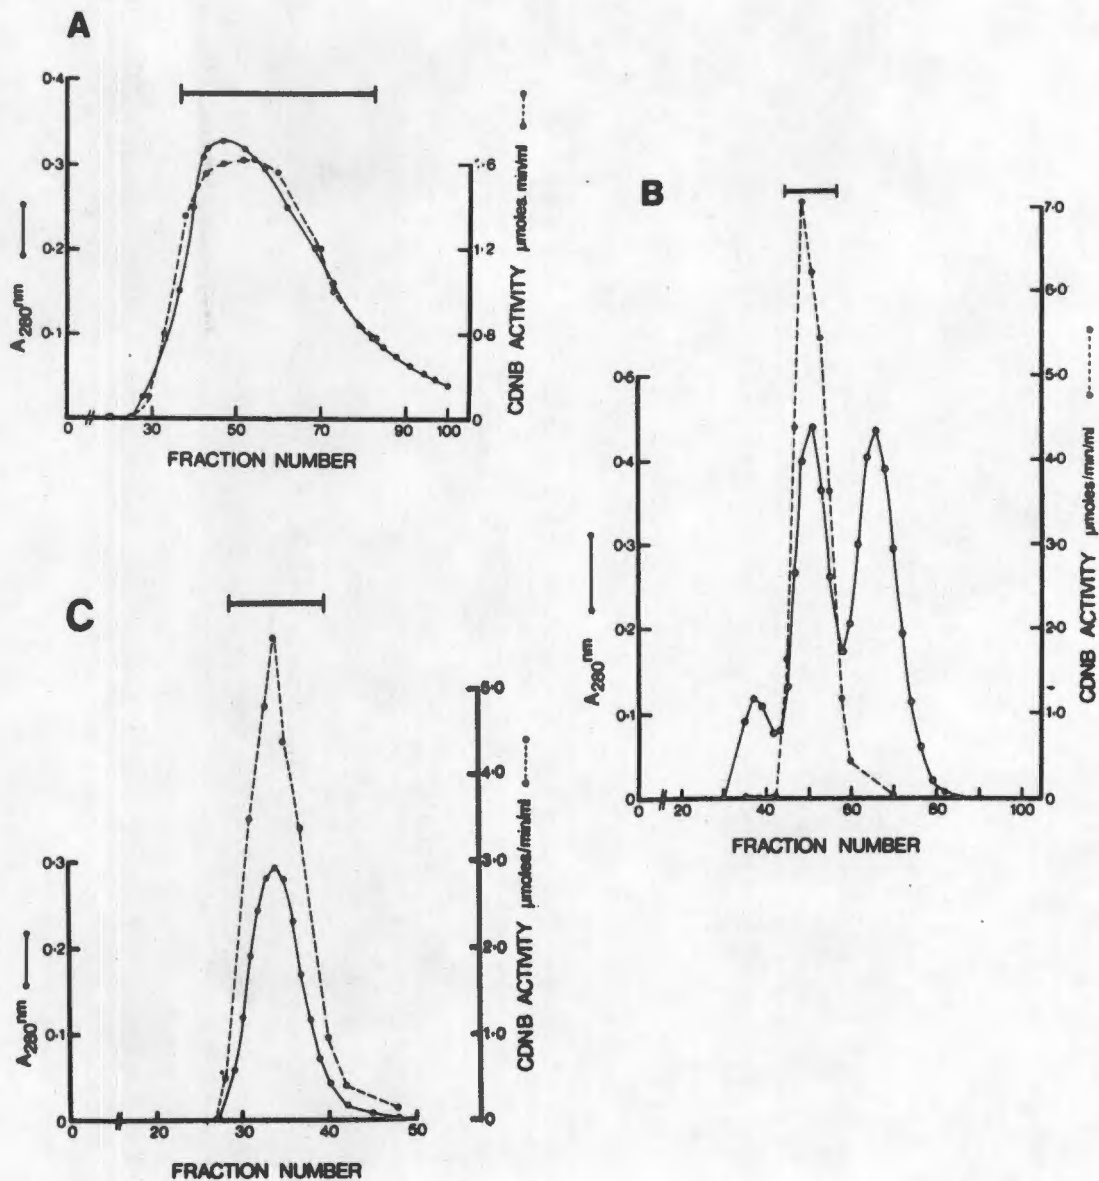 A
0·4
0·3
0·2
0·1
0
A280nm
1·6
1·2
0·8
0
CDNB ACTIVITY μmoles. min/ml
0 30 50 70 100
FRACTION NUMBER
B
0·6
0·5
0·4
0·3
0·2
0·1
0
A280nm
7·0
6·0
5·0
4·0
3·0
2·0
1·0
0
CDNB ACTIVITY μmoles/min/ml
20 40 60 80 100
FRACTION NUMBER
C
0·3
0·2
0·1
0
A280nm
5·0
4·0
3·0
2·0
1·0
0
CDNB ACTIVITY μmoles/min/ml
0 20 30 40 50
FRACTION NUMBER